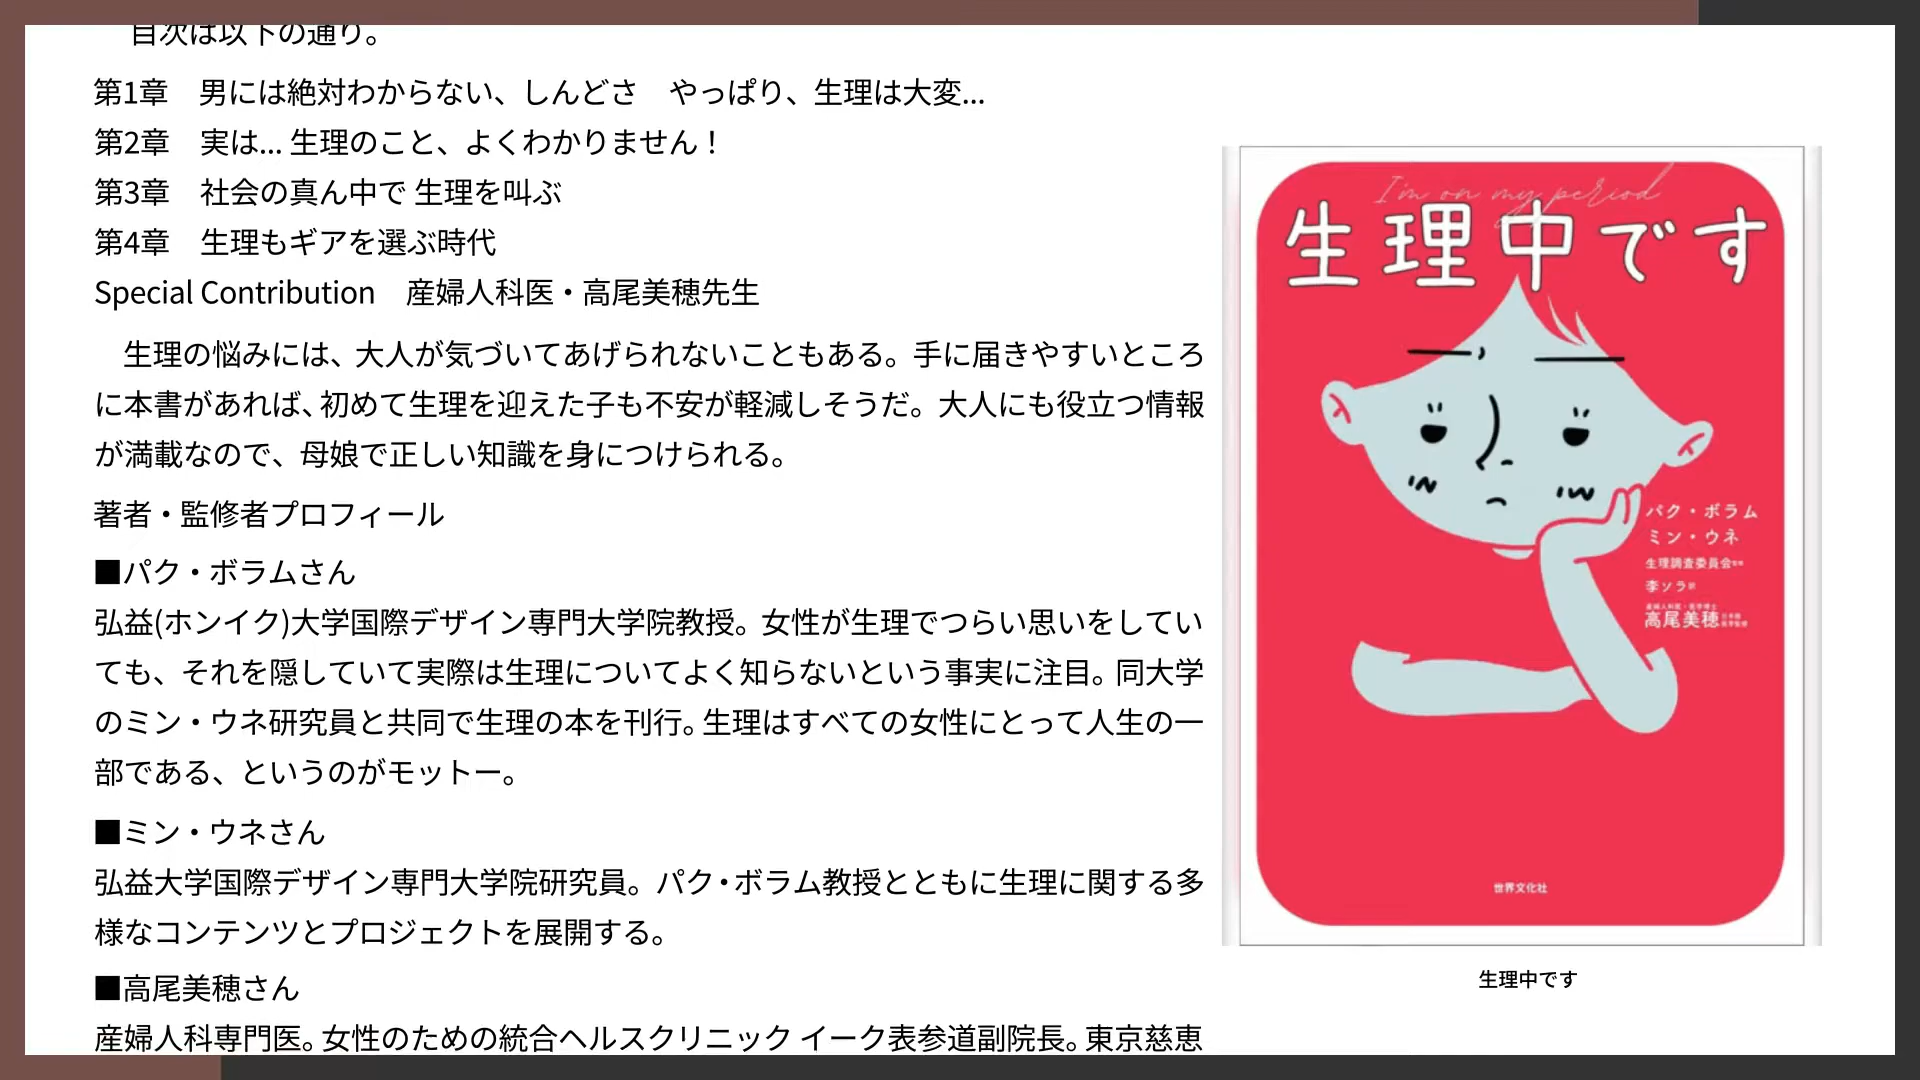 目次は以下の通り。
第1章　男には絶対わからない、しんどさ　やっぱり、生理は大変...
第2章　実は... 生理のこと、よくわかりません！
第3章　社会の真ん中で 生理を叫ぶ
第4章　生理もギアを選ぶ時代
Special Contribution　産婦人科医・高尾美穂先生
生理の悩みには、大人が気づいてあげられないこともある。手に届きやすいところ
に本書があれば、初めて生理を迎えた子も不安が軽減しそうだ。大人にも役立つ情報
が満載なので、母娘で正しい知識を身につけられる。
著者・監修者プロフィール
■パク・ボラムさん
弘益(ホンイク)大学国際デザイン専門大学院教授。女性が生理でつらい思いをしてい
ても、それを隠していて実際は生理についてよく知らないという事実に注目。同大学
のミン・ウネ研究員と共同で生理の本を刊行。生理はすべての女性にとって人生の一
部である、というのがモットー。
■ミン・ウネさん
弘益大学国際デザイン専門大学院研究員。パク・ボラム教授とともに生理に関する多
様なコンテンツとプロジェクトを展開する。
■高尾美穂さん
産婦人科専門医。女性のための統合ヘルスクリニック イーク表参道副院長。東京慈恵
I'm on my period
生理中です
パク・ボラム
ミン・ウネ
生理調査委員会
李ソラ訳
産婦人科医・医学博士
高尾美穂
世界文化社
生理中です